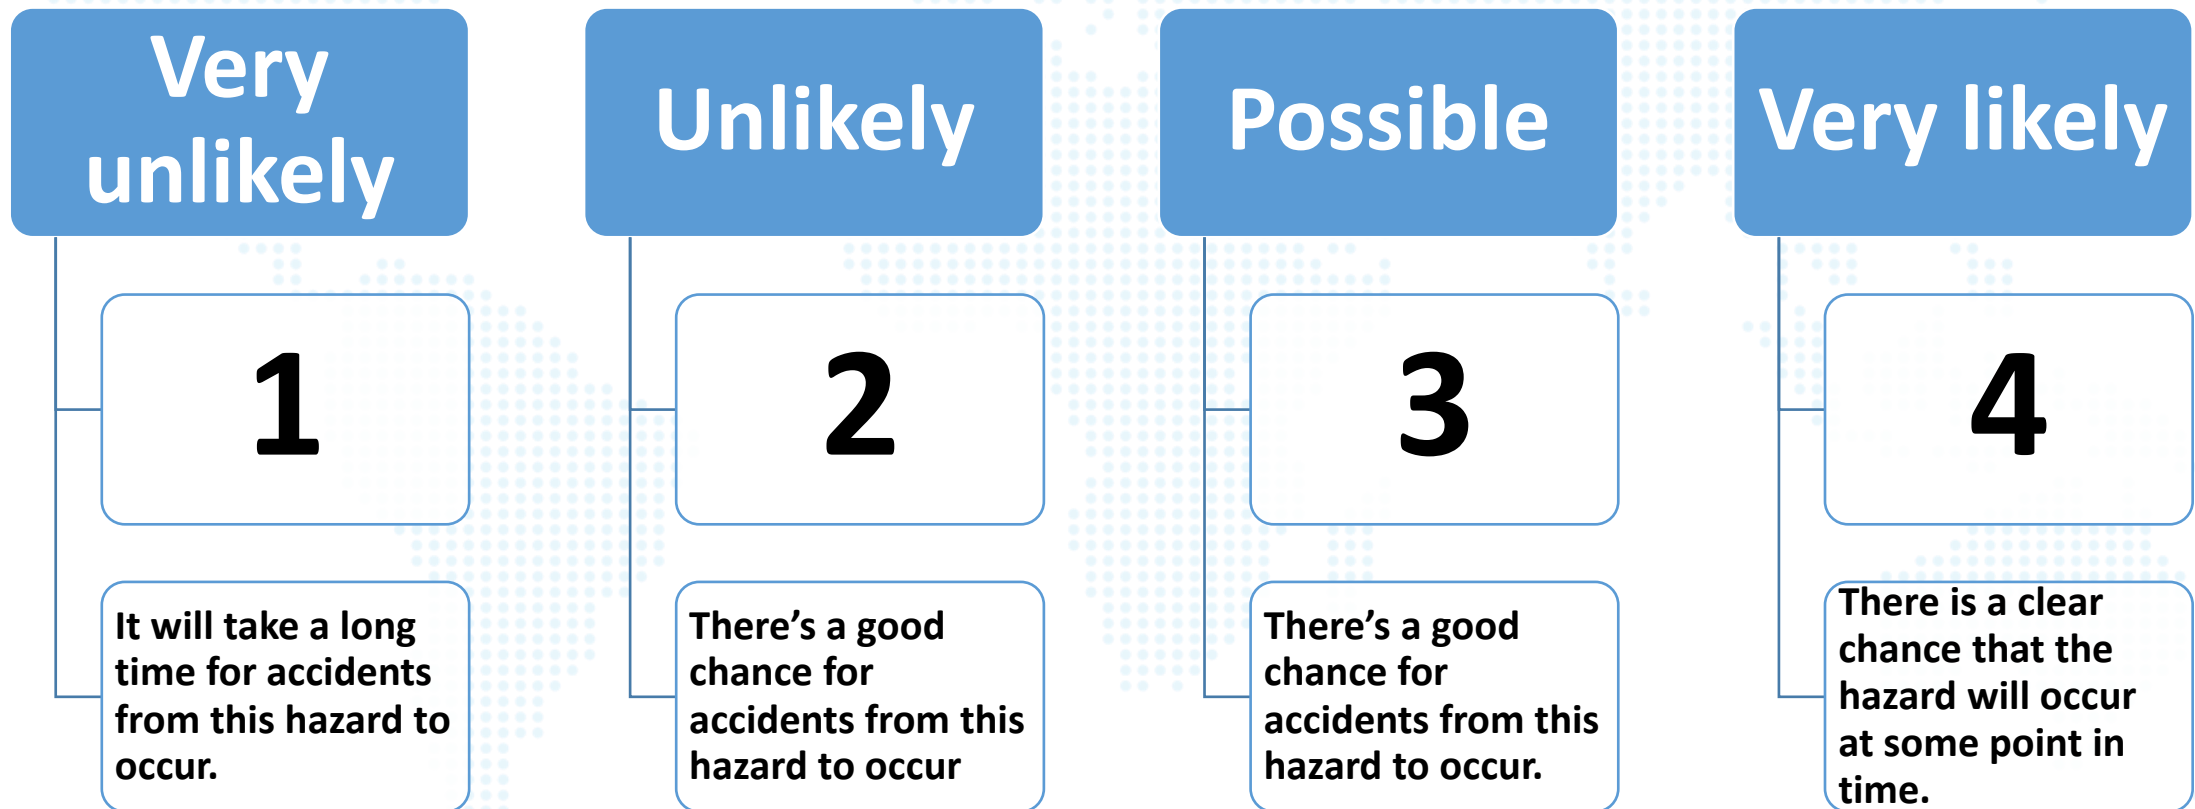 Very
unlikely
1
It will take a long
time for accidents
from this hazard to
occur.
Unlikely
2
There’s a good
chance for
accidents from this
hazard to occur
Possible
3
There’s a good
chance for
accidents from this
hazard to occur.
Very likely
4
There is a clear
chance that the
hazard will occur
at some point in
time.